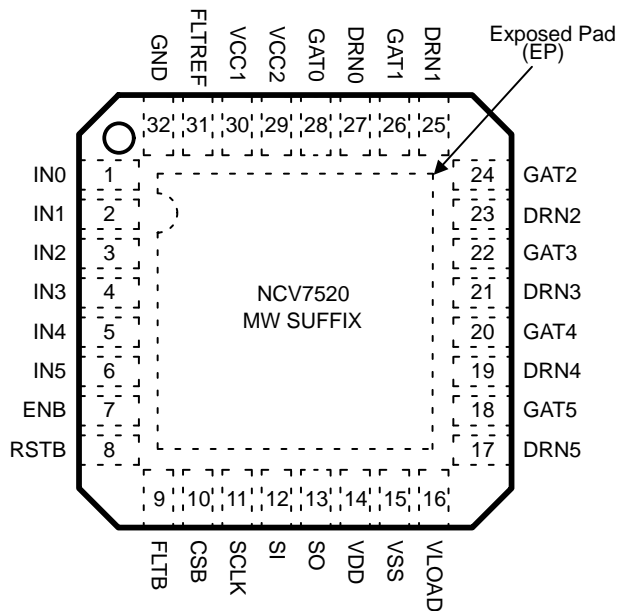 GND
FLTREF
VCC1
VCC2
GAT0
DRN0
GAT1
DRN1
Exposed Pad
(EP)
32 31 30 29 28 27 26 25
IN0 1 24 GAT2
IN1 2 23 DRN2
IN2 3 22 GAT3
IN3 4 21 DRN3
NCV7520
MW SUFFIX
IN4 5 20 GAT4
IN5 6 19 DRN4
ENB 7 18 GAT5
RSTB 8 17 DRN5
9 10 11 12 13 14 15 16
FLTB
CSB
SCLK
SI
SO
VDD
VSS
VLOAD